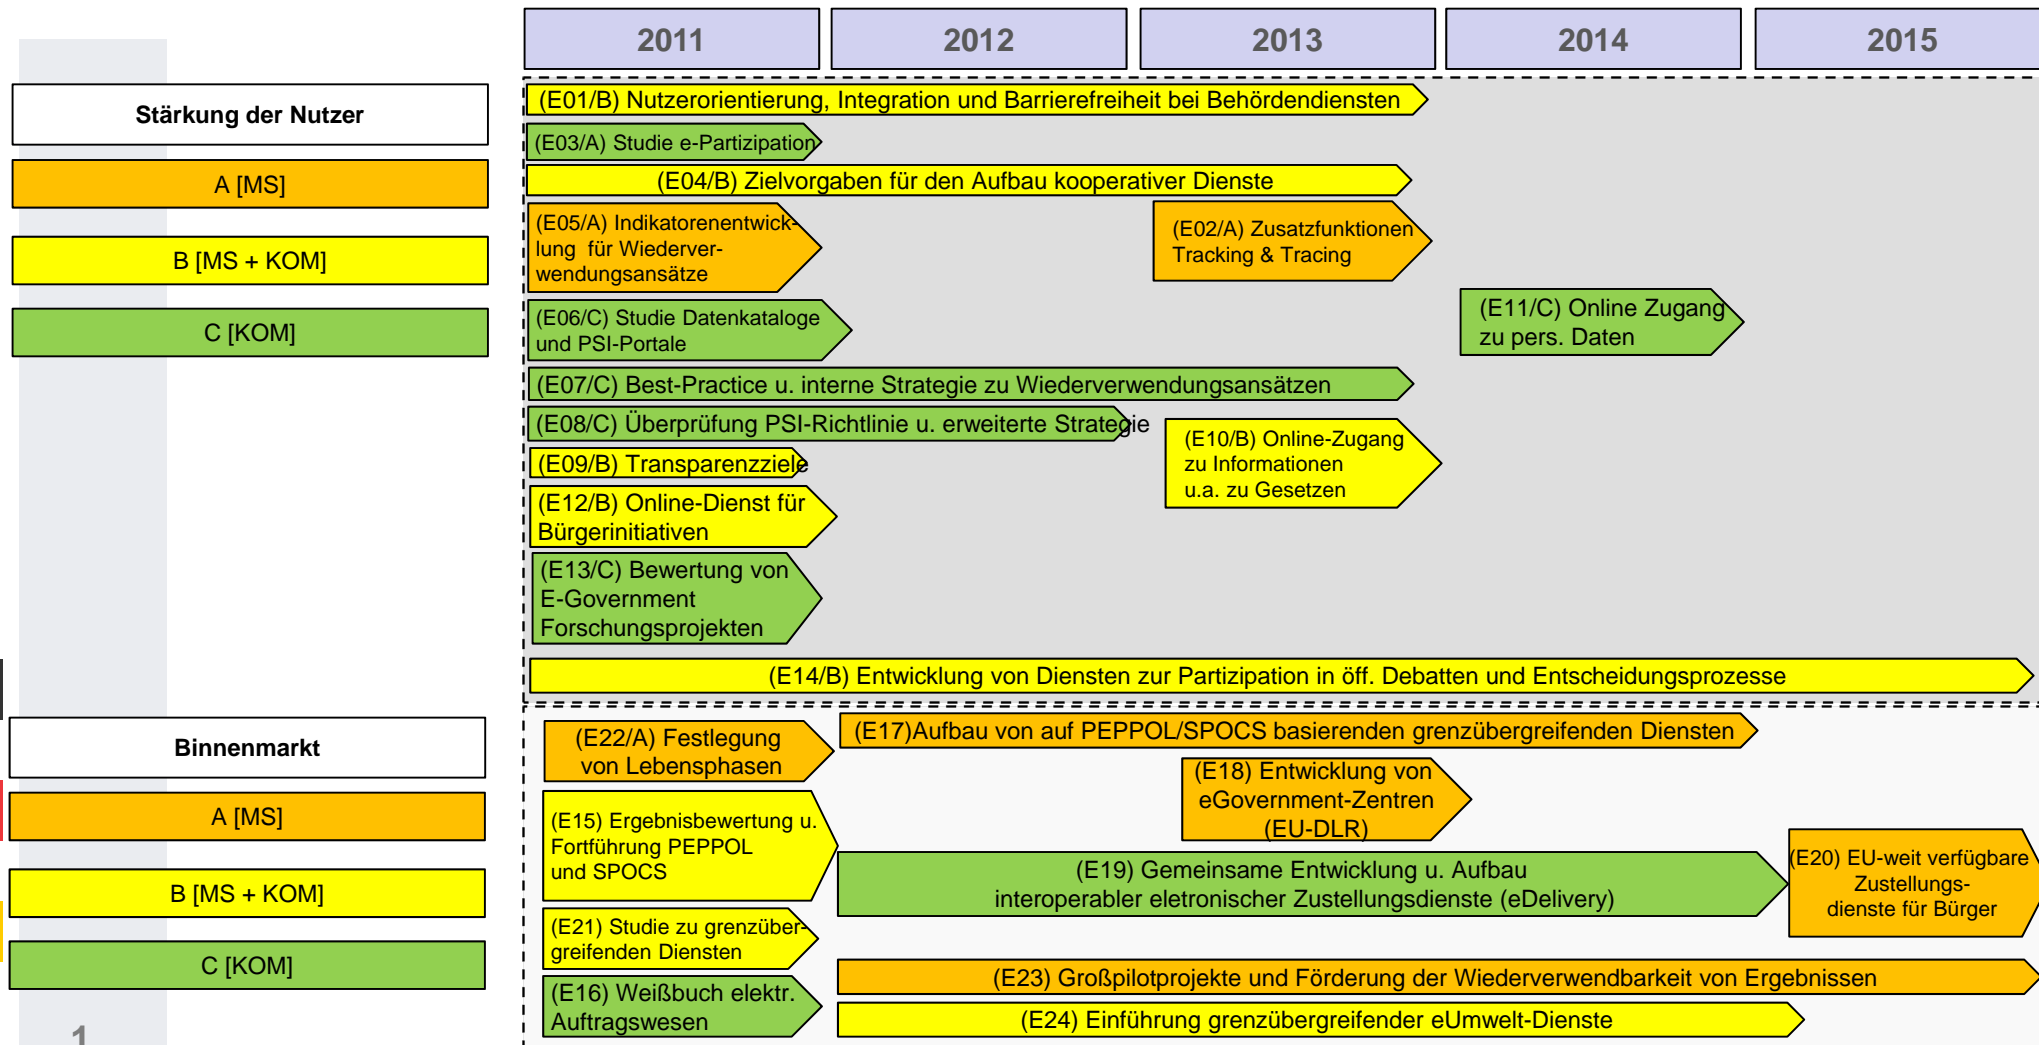 2011
2012
2013
2014
2015
Stärkung der Nutzer
A [MS]
B [MS + KOM]
C [KOM]
(E01/B) Nutzerorientierung, Integration und Barrierefreiheit bei Behördendiensten
(E03/A) Studie e-Partizipation
(E04/B) Zielvorgaben für den Aufbau kooperativer Dienste
(E05/A) Indikatorenentwick-
lung für Wiederver-
wendungsansätze
(E02/A) Zusatzfunktionen
Tracking & Tracing
(E06/C) Studie Datenkataloge
und PSI-Portale
(E11/C) Online Zugang
zu pers. Daten
(E07/C) Best-Practice u. interne Strategie zu Wiederverwendungsansätzen
(E08/C) Überprüfung PSI-Richtlinie u. erweiterte Strategie
(E09/B) Transparenzziele
(E10/B) Online-Zugang
zu Informationen
u.a. zu Gesetzen
(E12/B) Online-Dienst für
Bürgerinitiativen
(E13/C) Bewertung von
E-Government
Forschungsprojekten
(E14/B) Entwicklung von Diensten zur Partizipation in öff. Debatten und Entscheidungsprozesse
Binnenmarkt
A [MS]
B [MS + KOM]
C [KOM]
(E22/A) Festlegung
von Lebensphasen
(E17)Aufbau von auf PEPPOL/SPOCS basierenden grenzübergreifenden Diensten
(E18) Entwicklung von
eGovernment-Zentren
(EU-DLR)
(E15) Ergebnisbewertung u.
Fortführung PEPPOL
und SPOCS
(E19) Gemeinsame Entwicklung u. Aufbau
interoperabler eletronischer Zustellungsdienste (eDelivery)
(E20) EU-weit verfügbare
Zustellungs-
dienste für Bürger
(E21) Studie zu grenzüber-
greifenden Diensten
(E23) Großpilotprojekte und Förderung der Wiederverwendbarkeit von Ergebnissen
(E16) Weißbuch elektr.
Auftragswesen
(E24) Einführung grenzübergreifender eUmwelt-Dienste
1